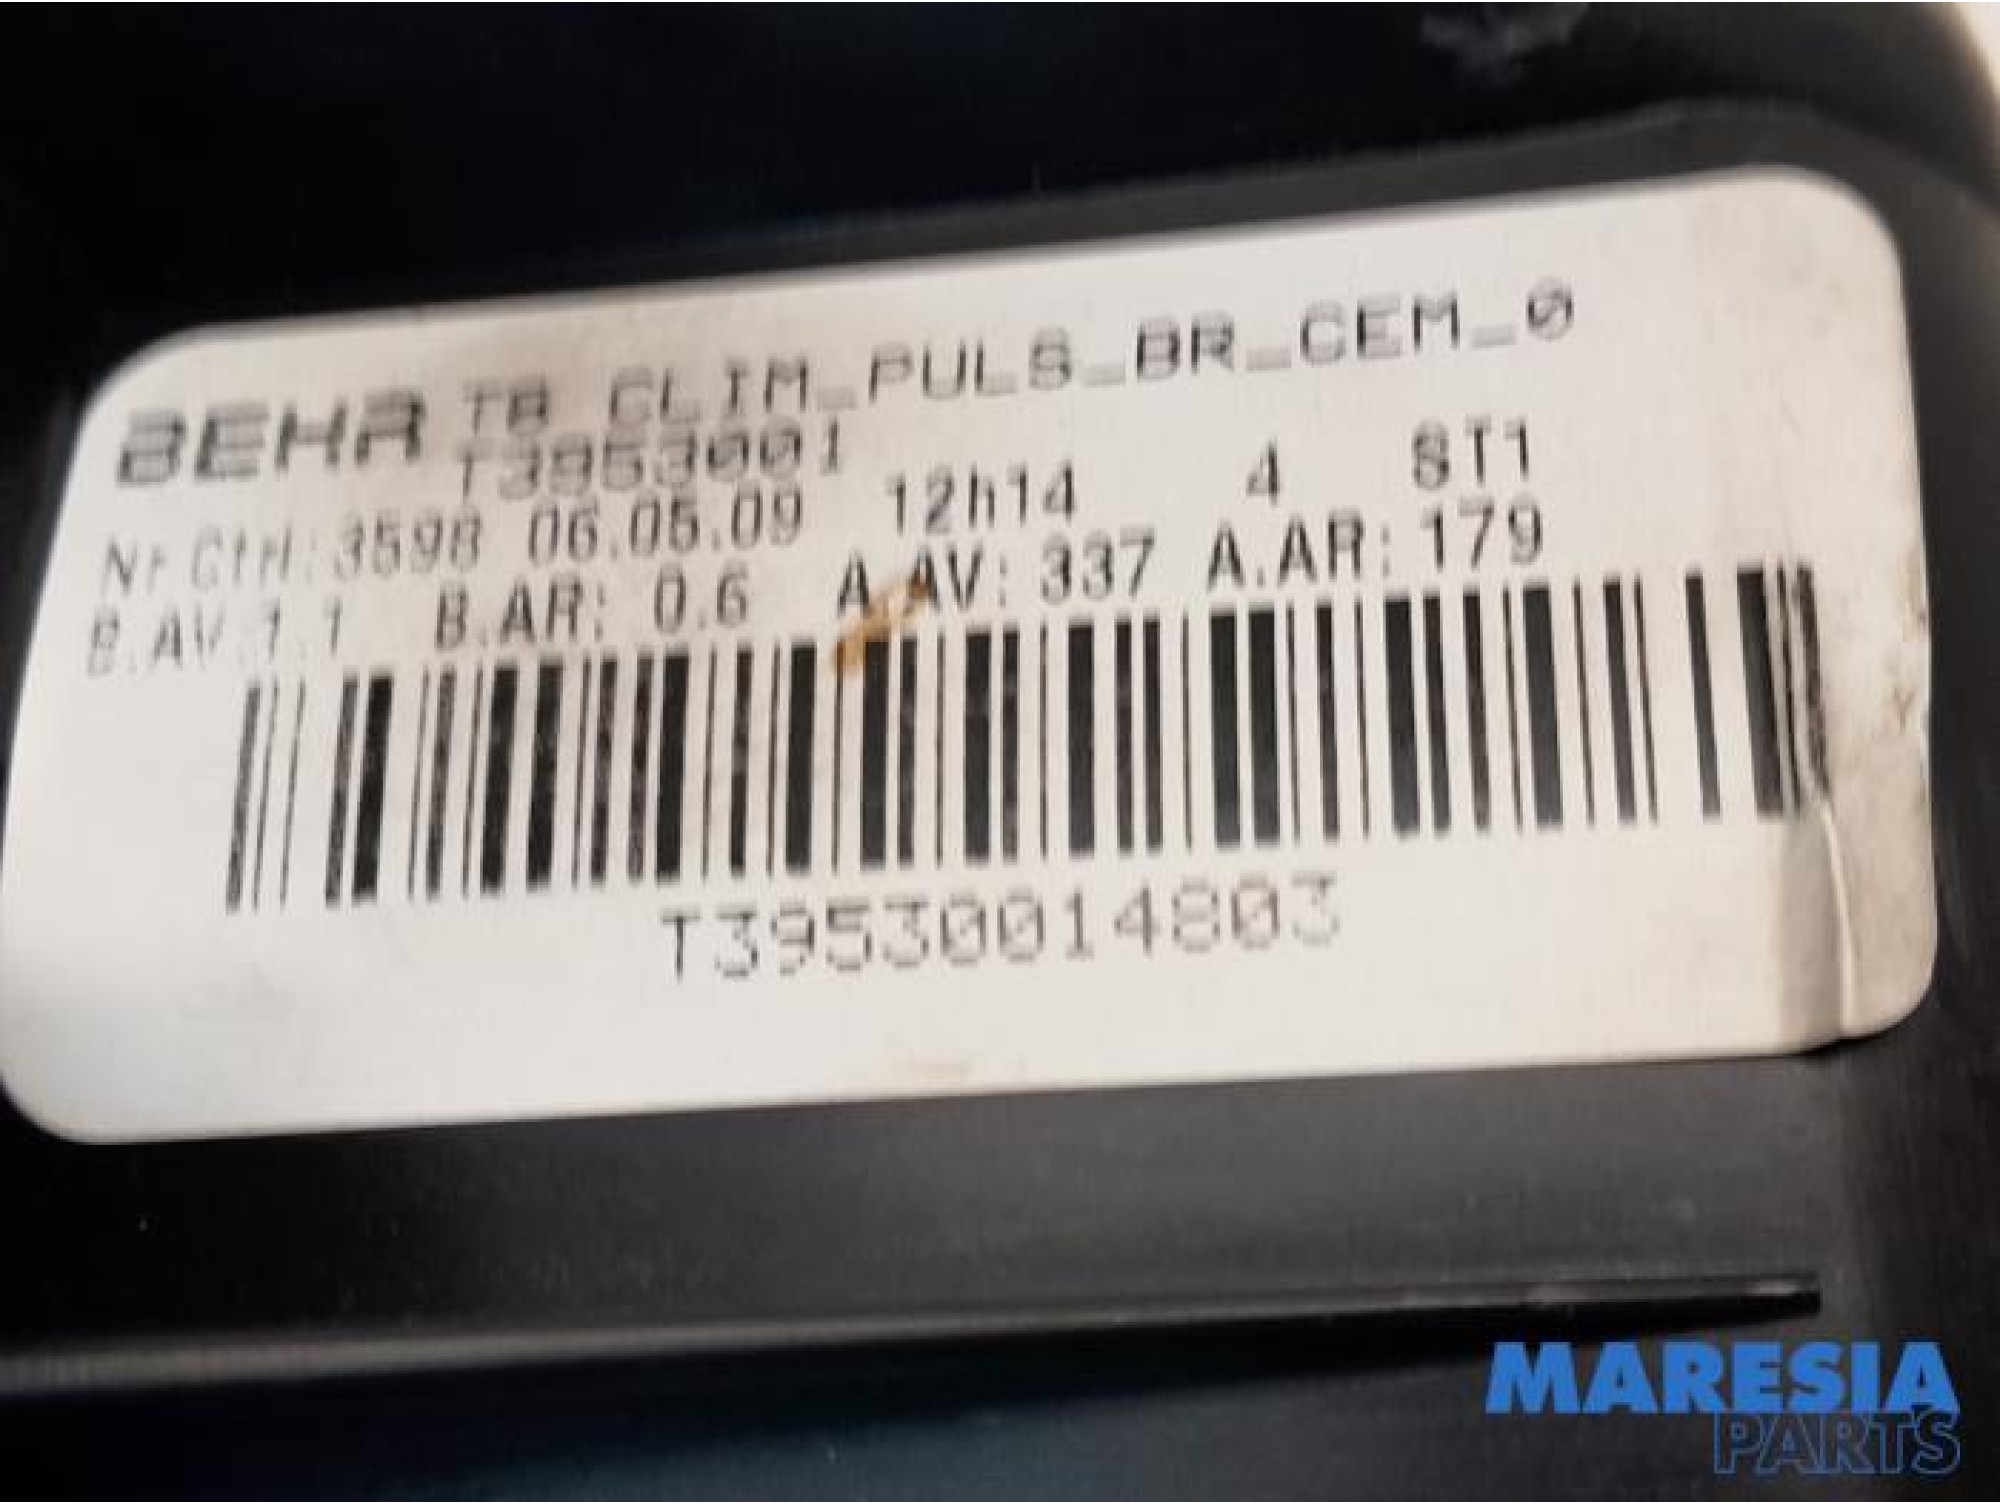 BEHR TB CLIM_PULS_BR_CEM_0
T3953001
Nr CtrH: 3598 06.05.09 12h14 4 ST1
B.AV: 1.1 B.AR: 0.6 A.AV: 337 A.AR: 179
T39530014803
MARESIA
PARTS